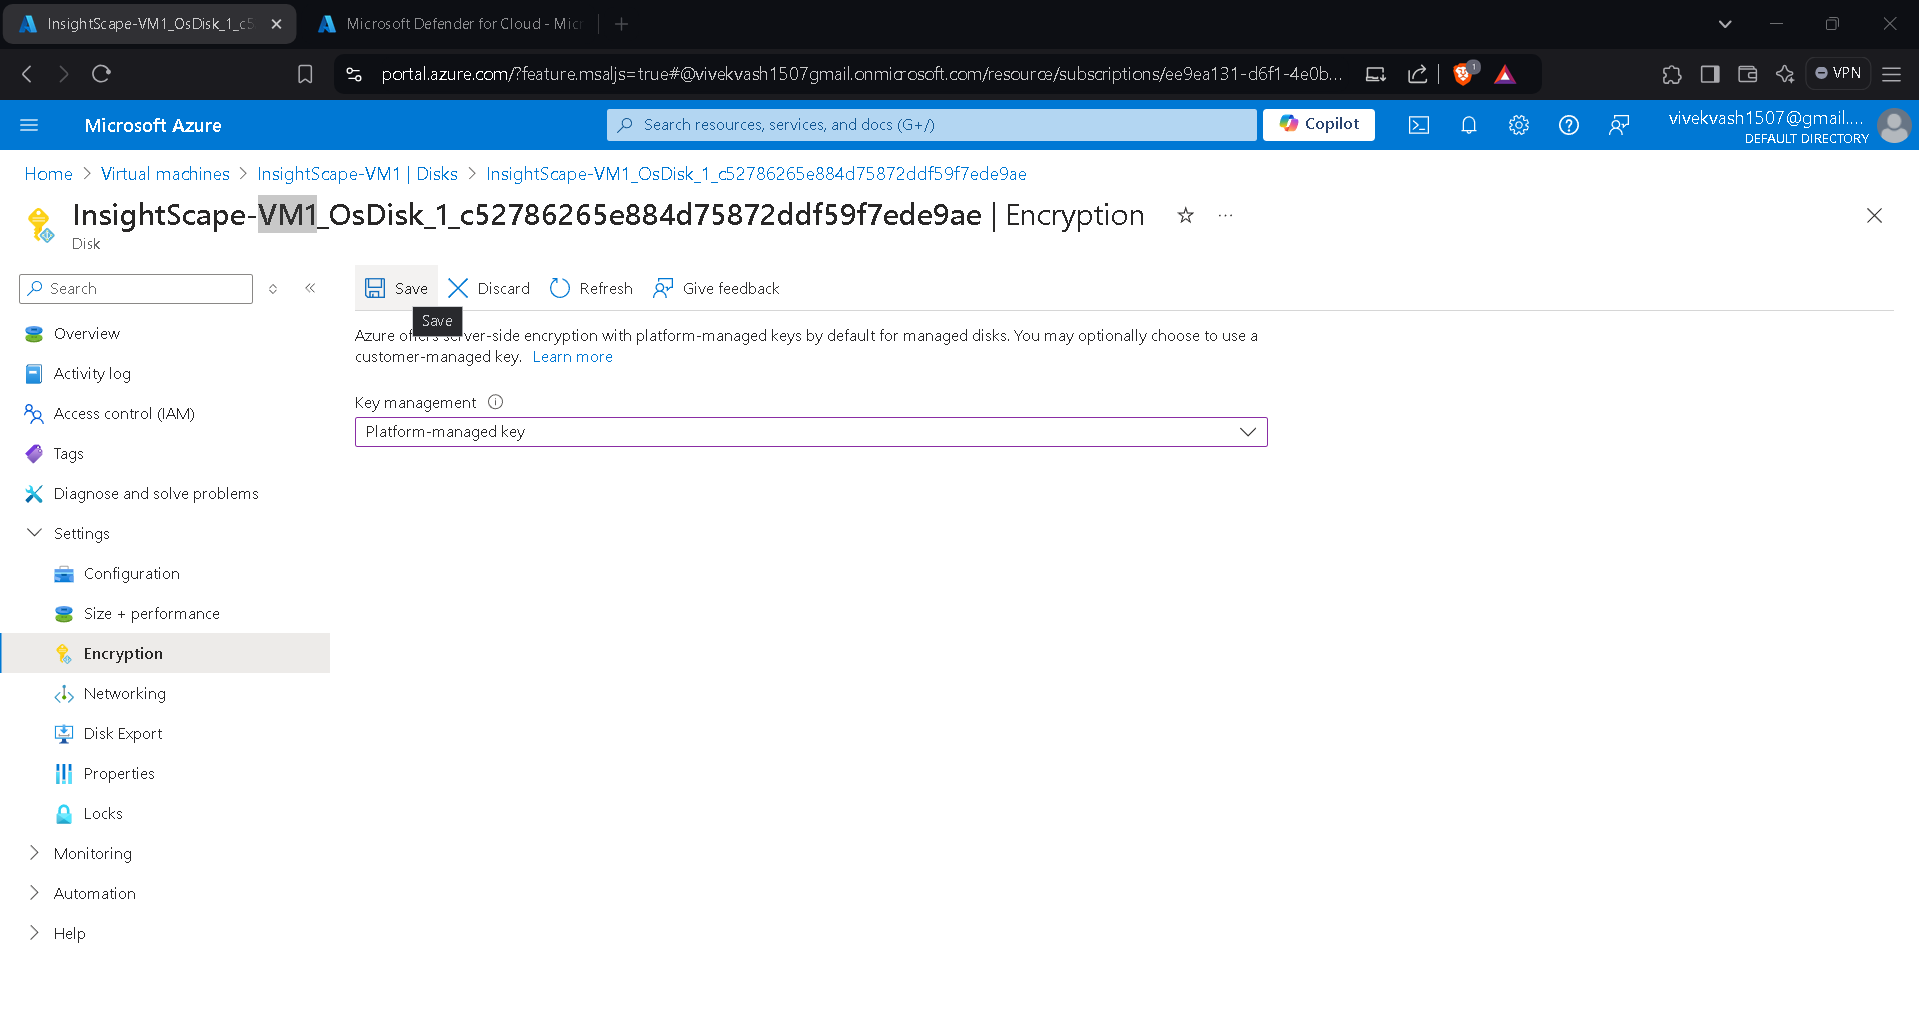 InsightScape-VM1_OsDisk_1_c5
Microsoft Defender for Cloud - Mic
portal.azure.com/?feature.msaljs=true#@vivekvash1507gmail.onmicrosoft.com/resource/subscriptions/ee9ea131-d6f1-4e0b...
1
VPN
Microsoft Azure
Search resources, services, and docs (G+/)
Copilot
vivekvash1507@gmail....
DEFAULT DIRECTORY
Home > Virtual machines > InsightScape-VM1 | Disks > InsightScape-VM1_OsDisk_1_c52786265e884d75872ddf59f7ede9ae
InsightScape-VM1_OsDisk_1_c52786265e884d75872ddf59f7ede9ae | Encryption
Disk
Search
Save
Discard
Refresh
Give feedback
Save
Azure offers server-side encryption with platform-managed keys by default for managed disks. You may optionally choose to use a
customer-managed key. Learn more
Key management
Platform-managed key
Overview
Activity log
Access control (IAM)
Tags
Diagnose and solve problems
Settings
Configuration
Size + performance
Encryption
Networking
Disk Export
Properties
Locks
Monitoring
Automation
Help